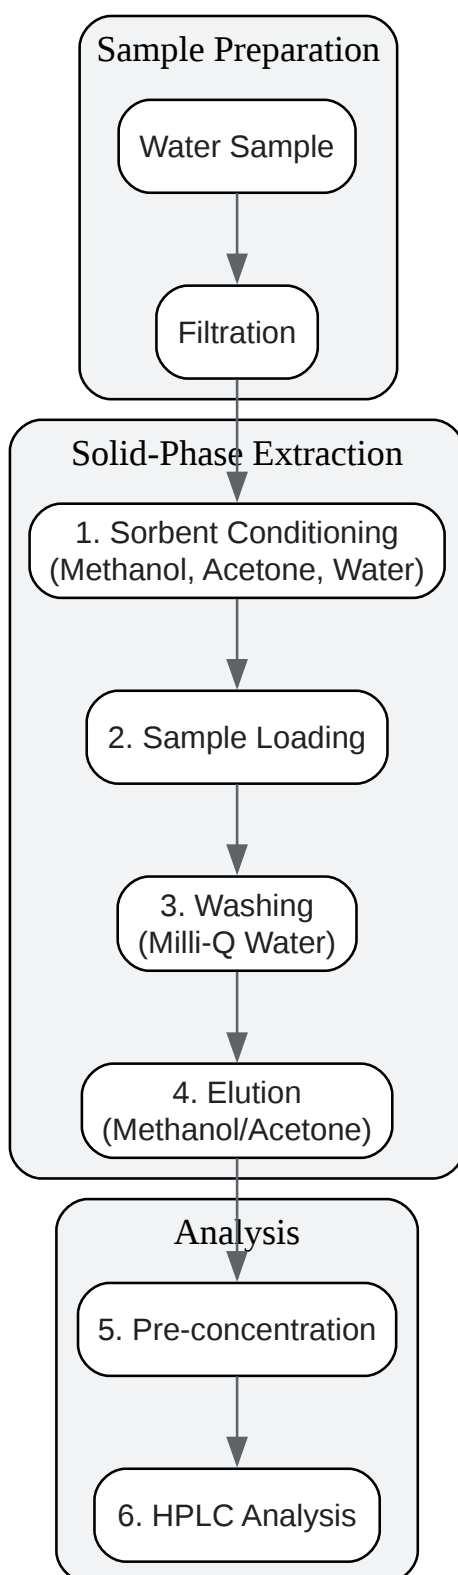 Sample Preparation
Water Sample
Filtration
Solid-Phase Extraction
1. Sorbent Conditioning
(Methanol, Acetone, Water)
2. Sample Loading
3. Washing
(Milli-Q Water)
4. Elution
(Methanol/Acetone)
Analysis
5. Pre-concentration
6. HPLC Analysis